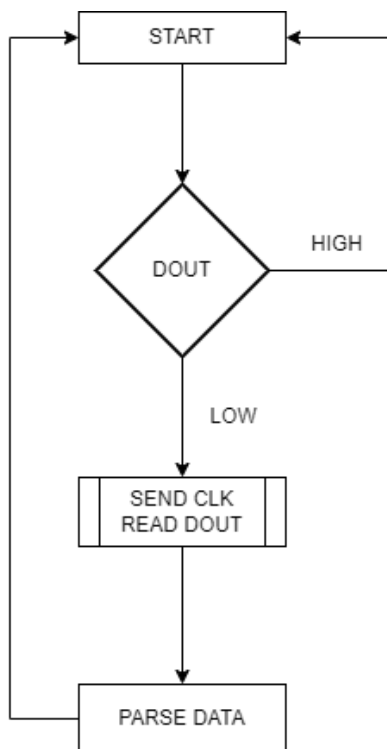 START
DOUT
HIGH
LOW
SEND CLK
READ DOUT
PARSE DATA